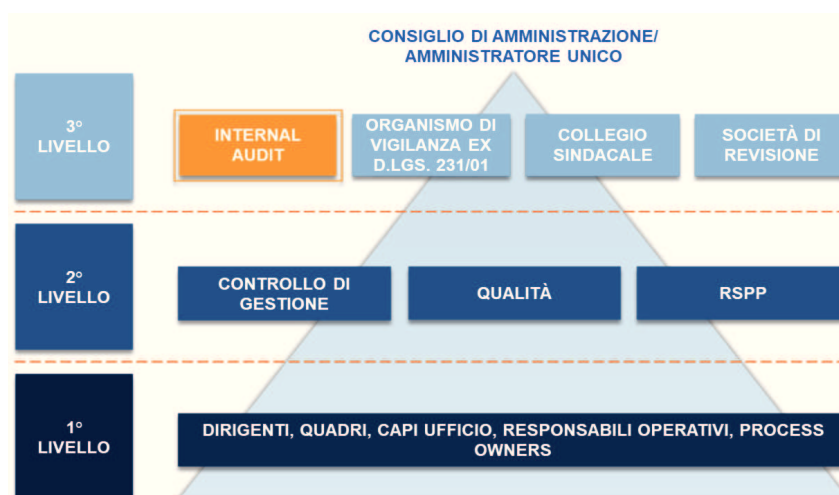 CONSIGLIO DI AMMINISTRAZIONE/
AMMINISTRATORE UNICO
3°
LIVELLO
INTERNAL
AUDIT
ORGANISMO DI
VIGILANZA EX
D.LGS. 231/01
COLLEGIO
SINDACALE
SOCIETÀ DI
REVISIONE
2°
LIVELLO
CONTROLLO DI
GESTIONE
QUALITÀ
RSPP
1°
LIVELLO
DIRIGENTI, QUADRI, CAPI UFFICIO, RESPONSABILI OPERATIVI, PROCESS
OWNERS